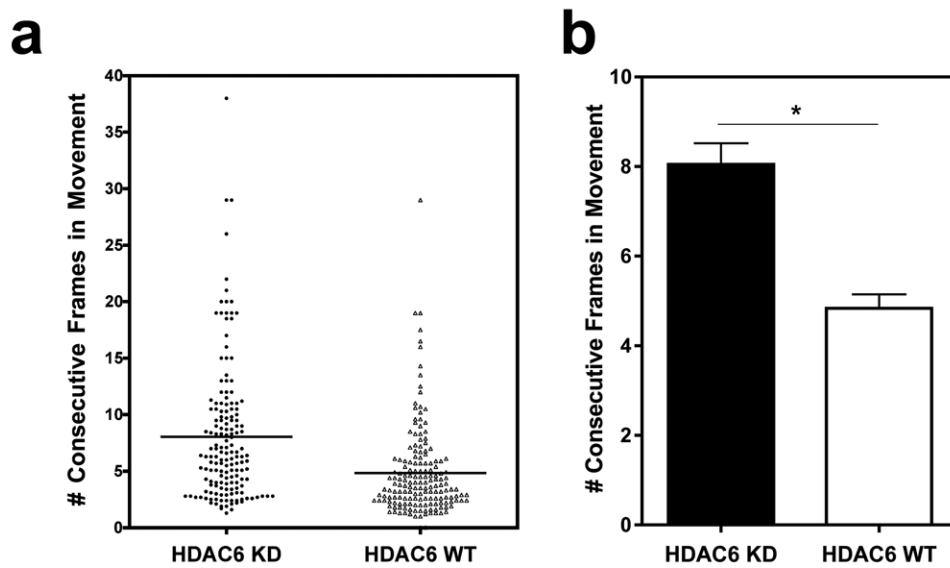 a
# Consecutive Frames in Movement
40
35
30
25
20
15
10
5
0
HDAC6 KD
HDAC6 WT
b
# Consecutive Frames in Movement
10
8
6
4
2
0
*
HDAC6 KD
HDAC6 WT